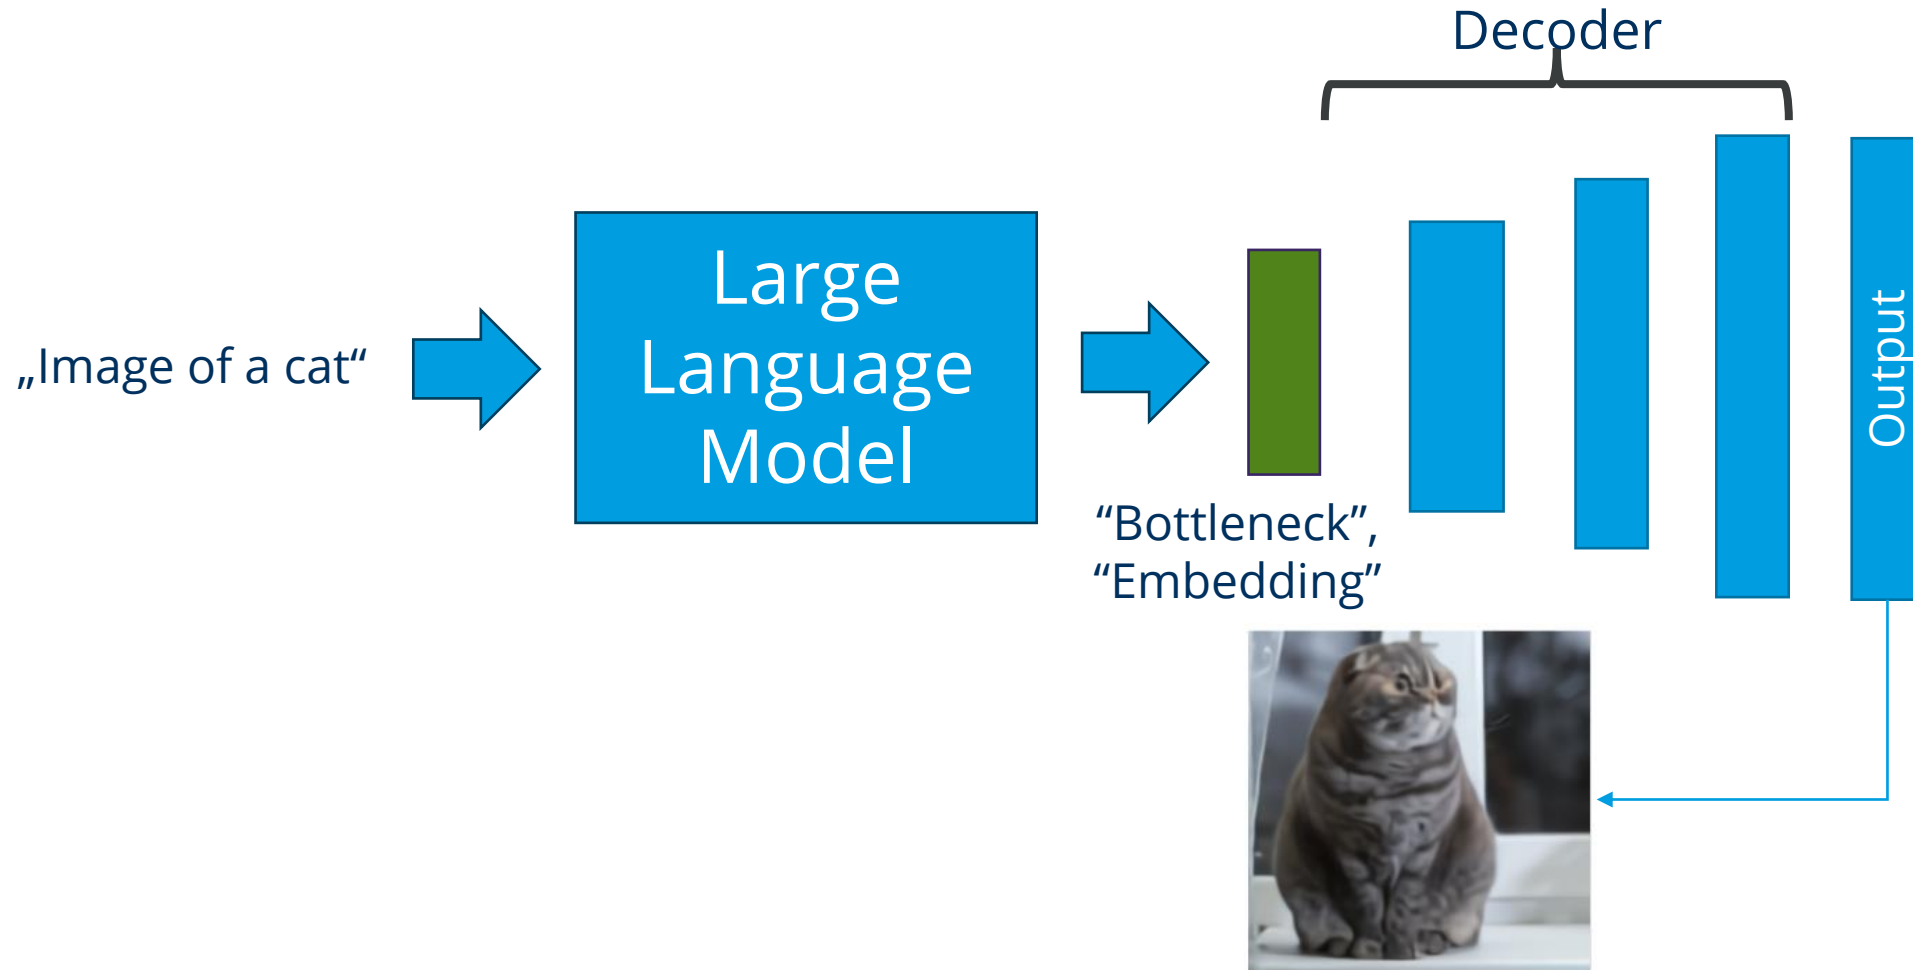 Decoder
„Image of a cat“
Large
Language
Model
“Bottleneck”,
“Embedding”
Output